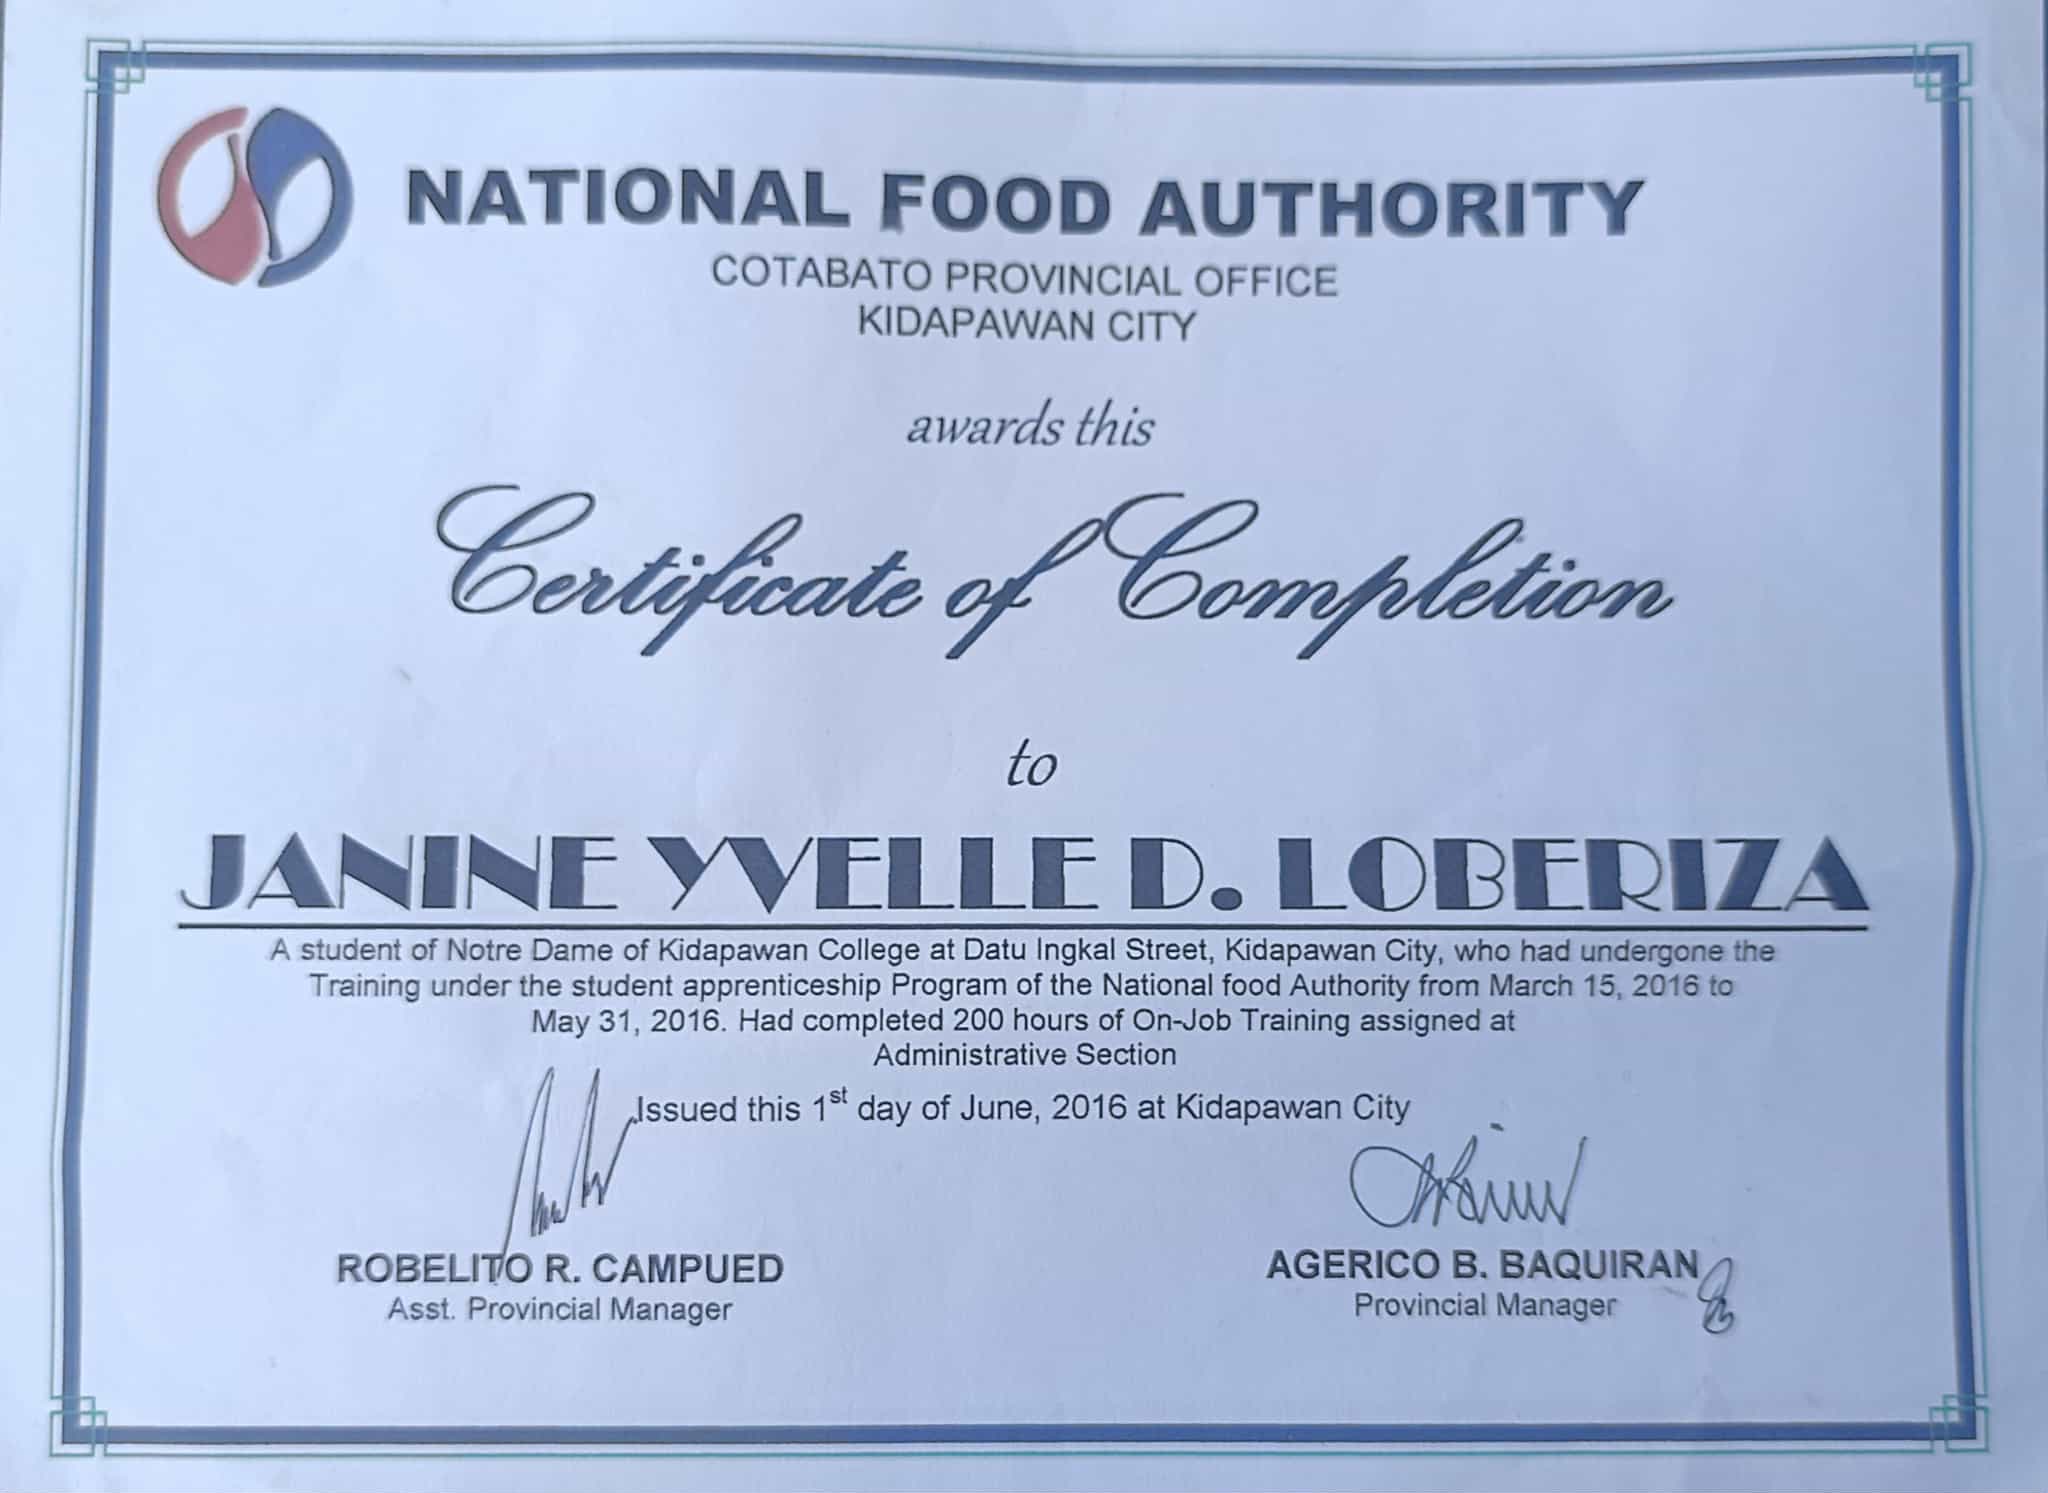 NATIONAL FOOD AUTHORITY
COTABATO PROVINCIAL OFFICE
KIDAPAWAN CITY
awards this
Certificate of Completion
to
JANINE YVELLE D. LOBERIZA
A student of Notre Dame of Kidapawan College at Datu Ingkal Street, Kidapawan City, who had undergone the
Training under the student apprenticeship Program of the National food Authority from March 15, 2016 to
May 31, 2016. Had completed 200 hours of On-Job Training assigned at
Administrative Section
Issued this 1st day of June, 2016 at Kidapawan City
ROBELITO R. CAMPUED
Asst. Provincial Manager
AGERICO B. BAQUIRAN
Provincial Manager